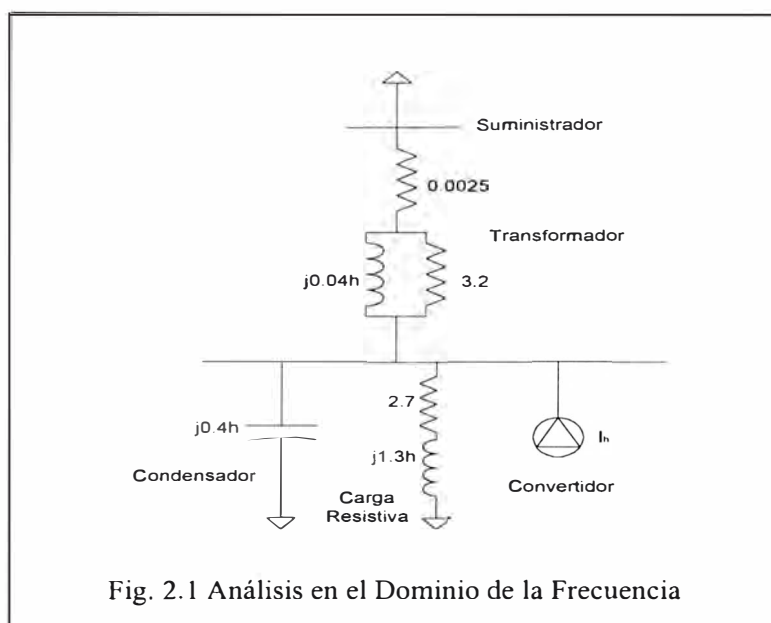 Suministrador
0.0025
Transformador
j0.04h
3.2
2.7
j0.4h
j1.3h
Condensador
Iₕ
Convertidor
Carga
Resistiva
Fig. 2.1 Análisis en el Dominio de la Frecuencia